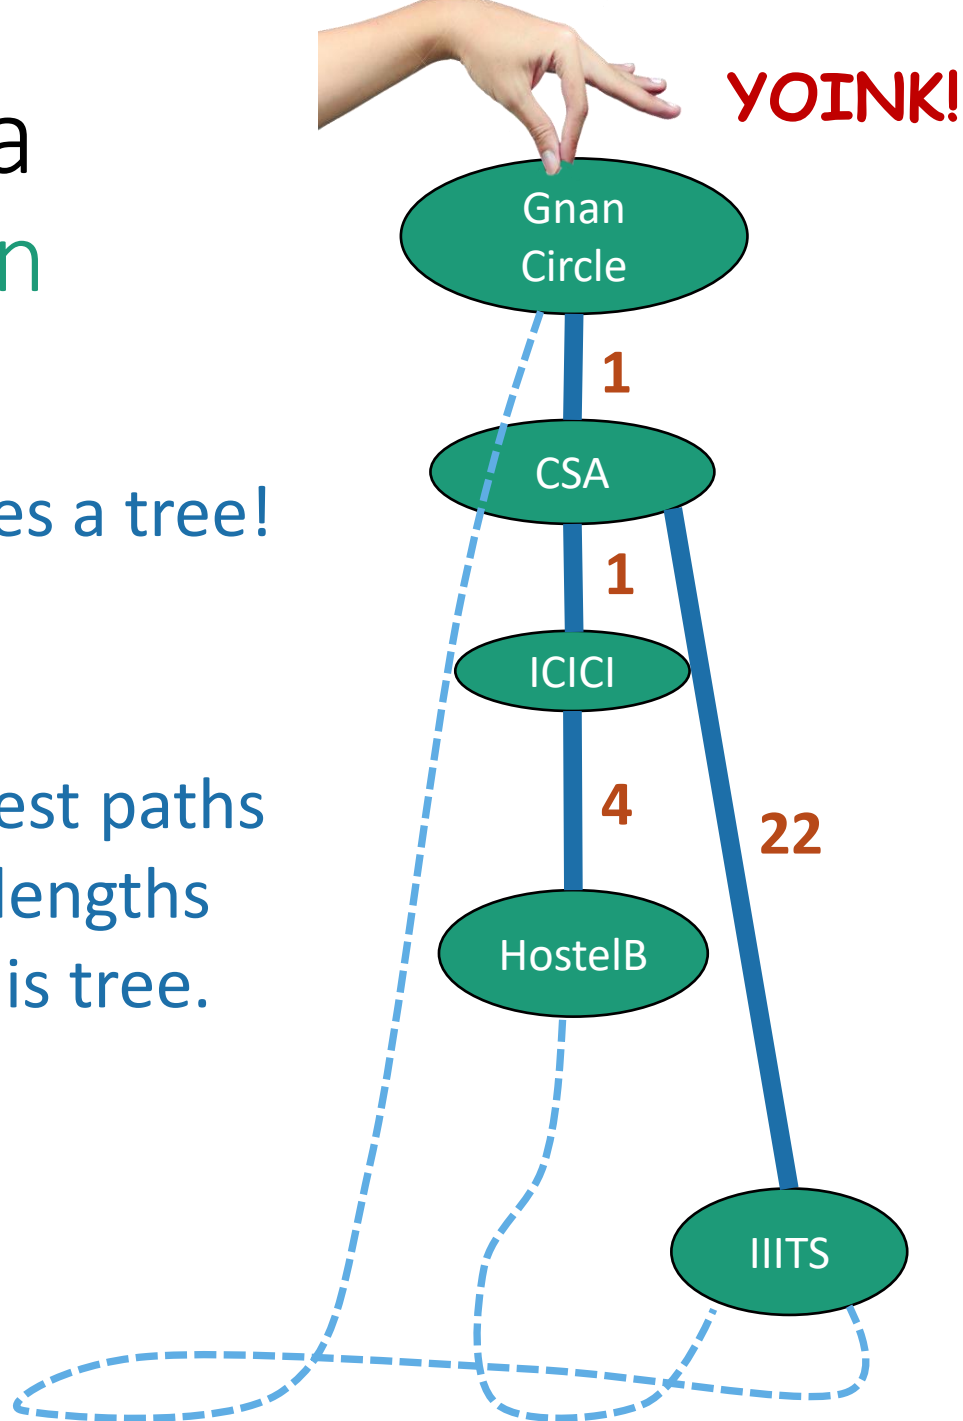 YOINK!
a
n
es a tree!
est paths
lengths
is tree.
Gnan
Circle
1
CSA
1
ICICI
4
22
HostelB
IIITS